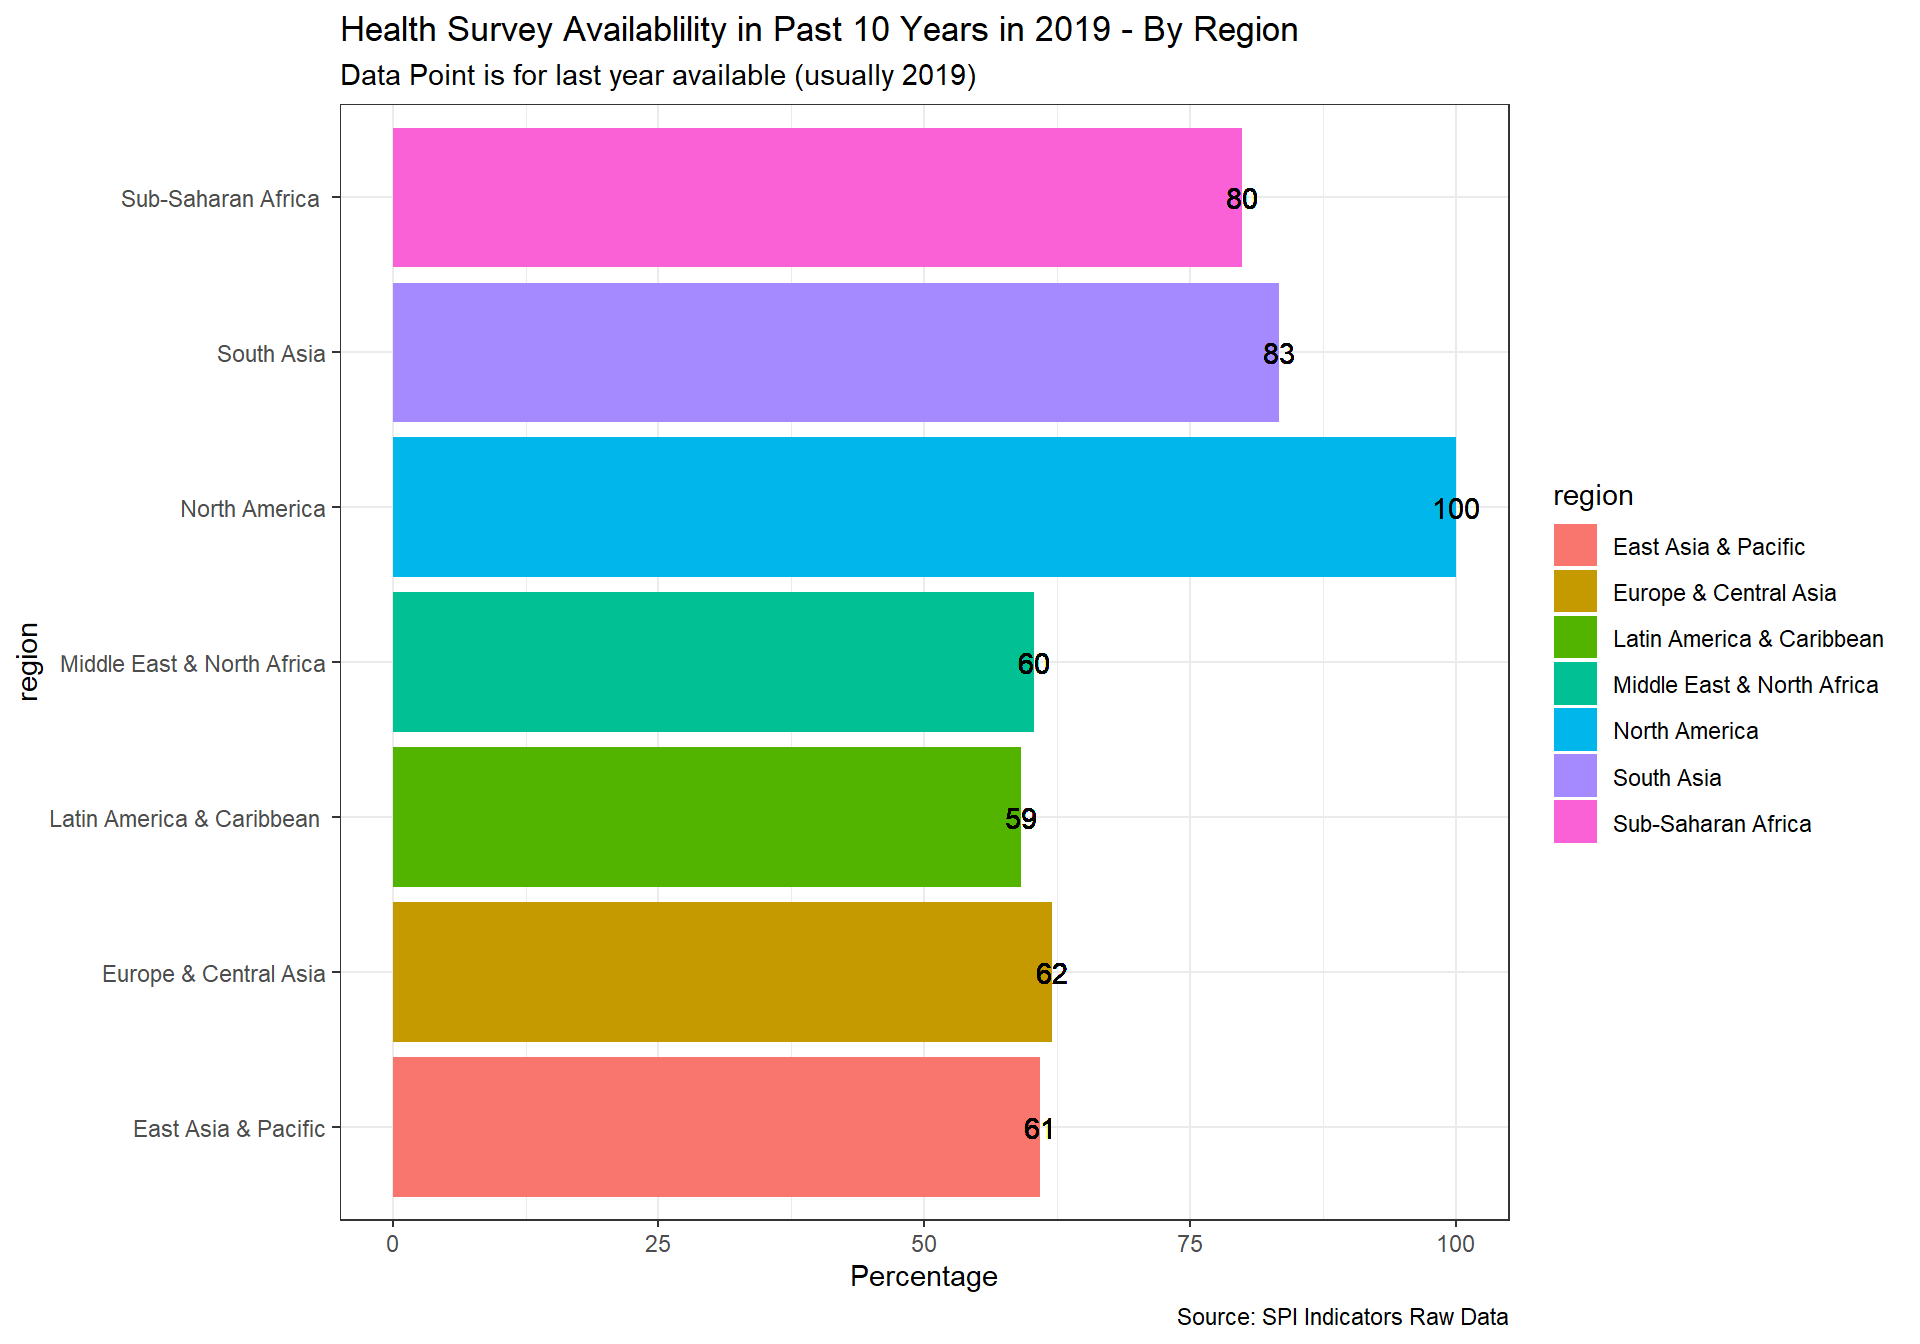 Health Survey Availablility in Past 10 Years in 2019 - By Region
Data Point is for last year available (usually 2019)
region
Sub-Saharan Africa
80
South Asia
83
North America
100
Middle East & North Africa
60
Latin America & Caribbean
59
Europe & Central Asia
62
East Asia & Pacific
61
0 25 50 75 100
Percentage
region
East Asia & Pacific
Europe & Central Asia
Latin America & Caribbean
Middle East & North Africa
North America
South Asia
Sub-Saharan Africa
Source: SPI Indicators Raw Data